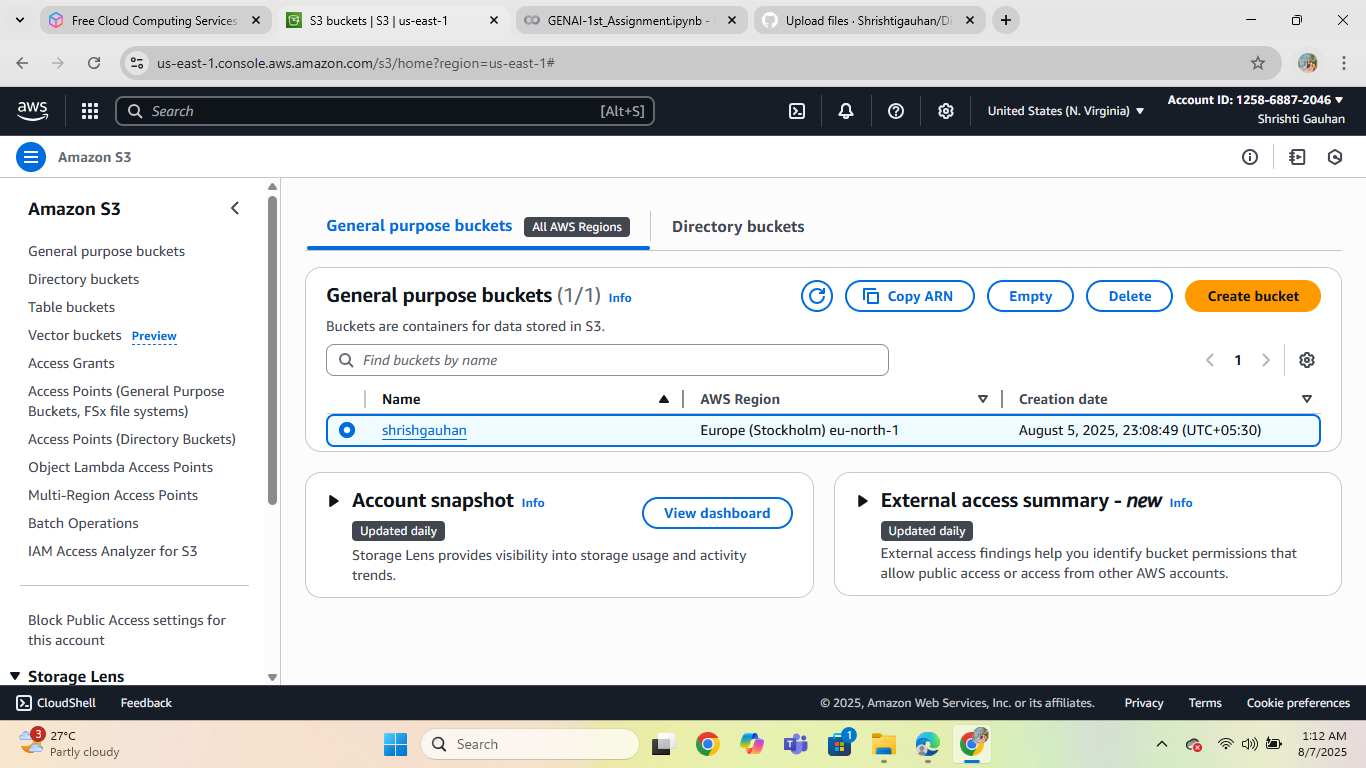 Free Cloud Computing Services
S3 buckets | S3 | us-east-1
GENAI-1st_Assignment.ipynb -
Upload files · Shrishtigauhan/D
us-east-1.console.aws.amazon.com/s3/home?region=us-east-1#
aws
Search
[Alt+S]
United States (N. Virginia)
Account ID: 1258-6887-2046
Shrishti Gauhan
Amazon S3
Amazon S3
General purpose buckets
Directory buckets
Table buckets
Vector buckets Preview
Access Grants
Access Points (General Purpose
Buckets, FSx file systems)
Access Points (Directory Buckets)
Object Lambda Access Points
Multi-Region Access Points
Batch Operations
IAM Access Analyzer for S3
Block Public Access settings for
this account
Storage Lens
General purpose buckets All AWS Regions
Directory buckets
General purpose buckets (1/1) Info
Copy ARN
Empty
Delete
Create bucket
Buckets are containers for data stored in S3.
Find buckets by name
1
Name
AWS Region
Creation date
shrishgauhan
Europe (Stockholm) eu-north-1
August 5, 2025, 23:08:49 (UTC+05:30)
Account snapshot Info
Updated daily
View dashboard
Storage Lens provides visibility into storage usage and activity
trends.
External access summary - new Info
Updated daily
External access findings help you identify bucket permissions that
allow public access or access from other AWS accounts.
CloudShell
Feedback
© 2025, Amazon Web Services, Inc. or its affiliates.
Privacy
Terms
Cookie preferences
3
27°C
Partly cloudy
Search
1
1:12 AM
8/7/2025